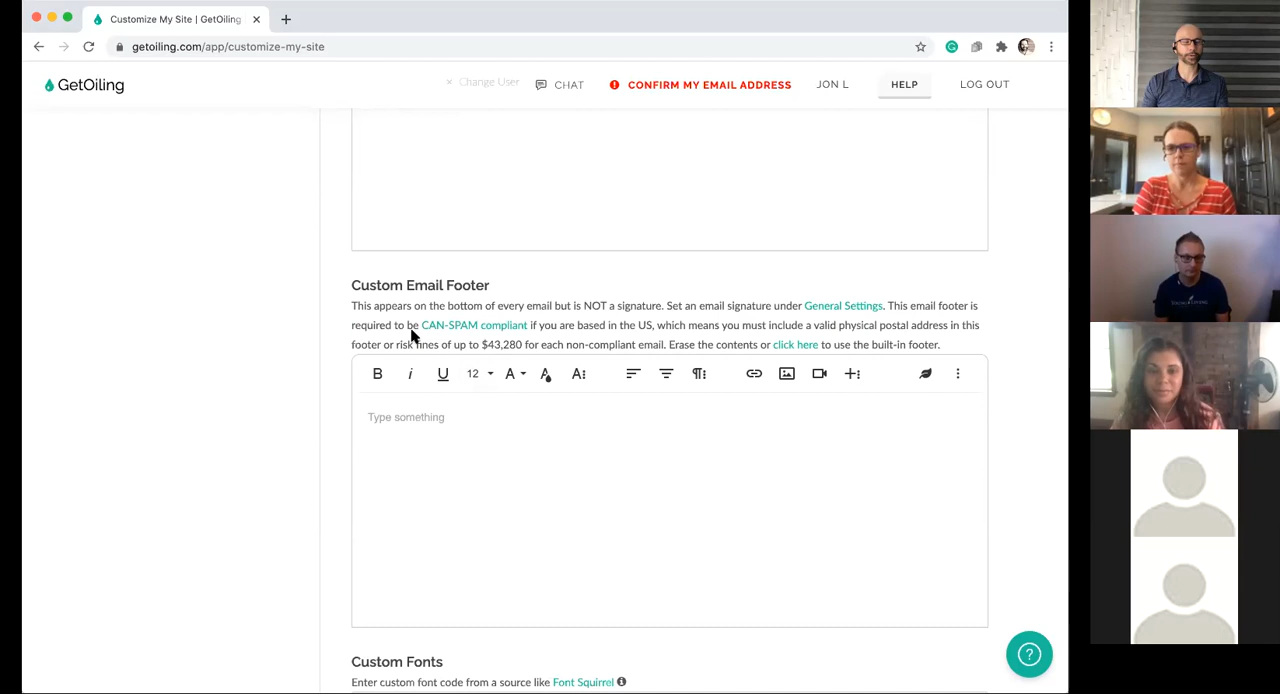 Customize My Site | GetOiling
getoiling.com/app/customize-my-site
GetOiling
× Change User
CHAT
CONFIRM MY EMAIL ADDRESS
JON L
HELP
LOG OUT
Custom Email Footer
This appears on the bottom of every email but is NOT a signature. Set an email signature under General Settings. This email footer is
required to be CAN-SPAM compliant if you are based in the US, which means you must include a valid physical postal address in this
footer or risk fines of up to $43,280 for each non-compliant email. Erase the contents or click here to use the built-in footer.
B i U 12 A A
Type something
Custom Fonts
Enter custom font code from a source like Font Squirrel
YOUNG LIVING